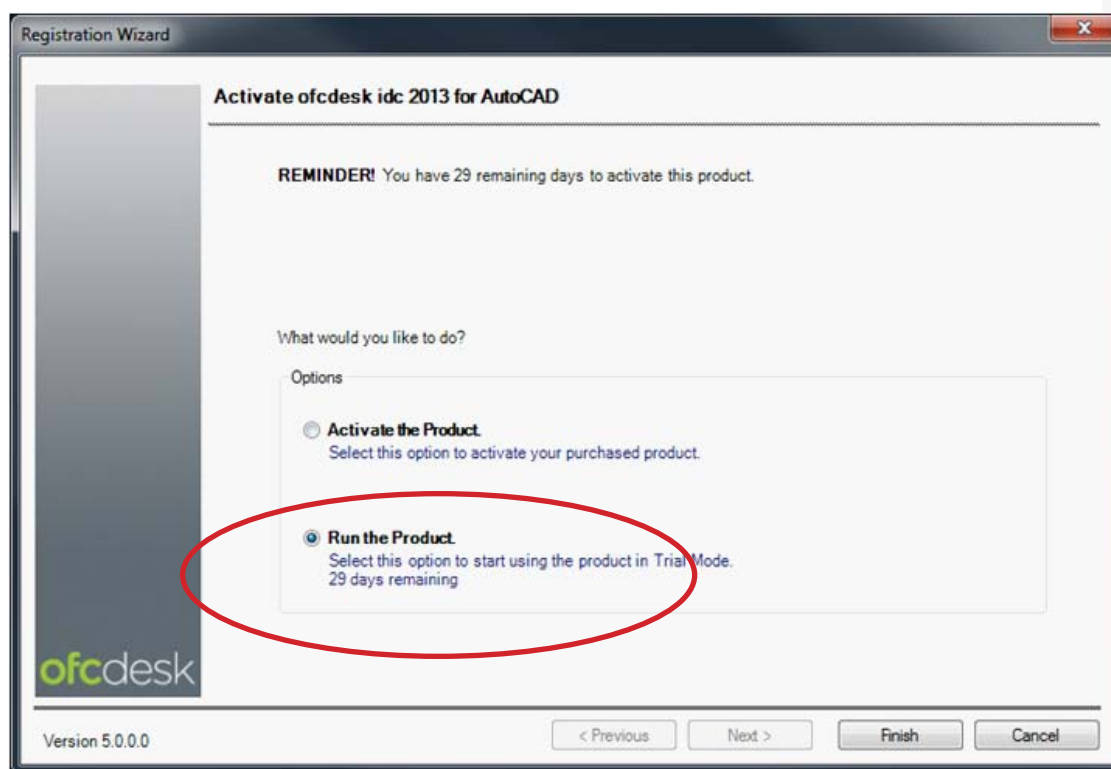 Registration Wizard
x
Activate ofcdesk idc 2013 for AutoCAD
REMINDER! You have 29 remaining days to activate this product.
What would you like to do?
Options
Activate the Product.
Select this option to activate your purchased product.
Run the Product.
Select this option to start using the product in Trial Mode.
29 days remaining
ofcdesk
Version 5.0.0.0
< Previous
Next >
Finish
Cancel